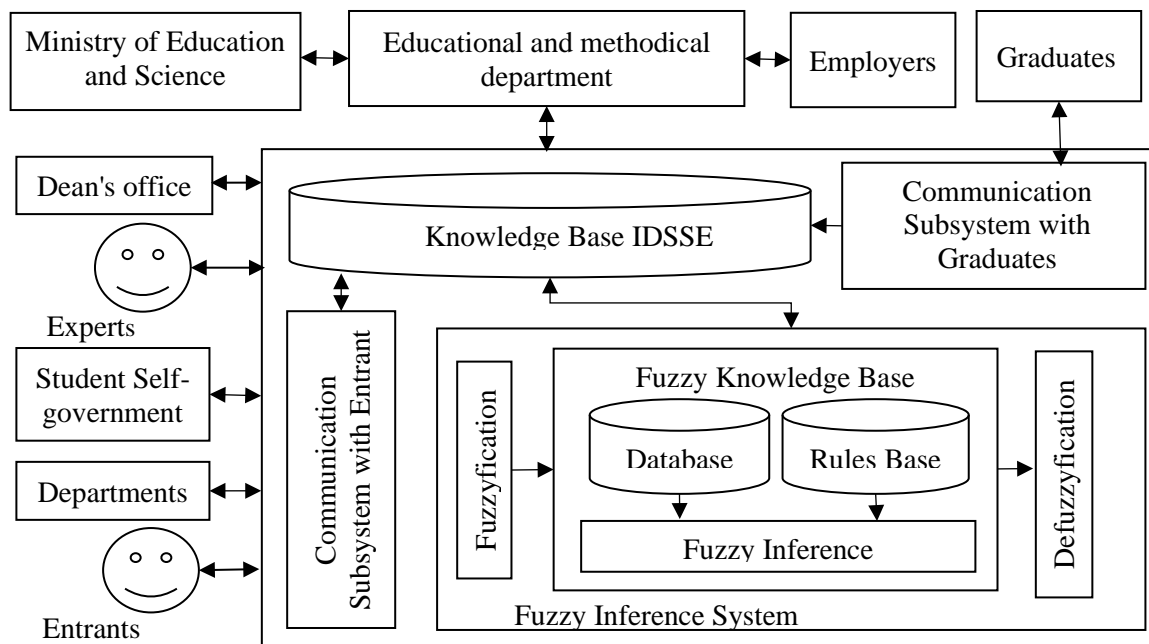 Ministry of Education
and Science
Educational and methodical
department
Employers
Graduates
Dean's office
Knowledge Base IDSSE
Communication
Subsystem with
Graduates
Experts
Student Self-
government
Departments
Entrants
Communication
Subsystem with Entrant
Fuzzyfication
Fuzzy Knowledge Base
Database
Rules Base
Fuzzy Inference
Defuzzyfication
Fuzzy Inference System